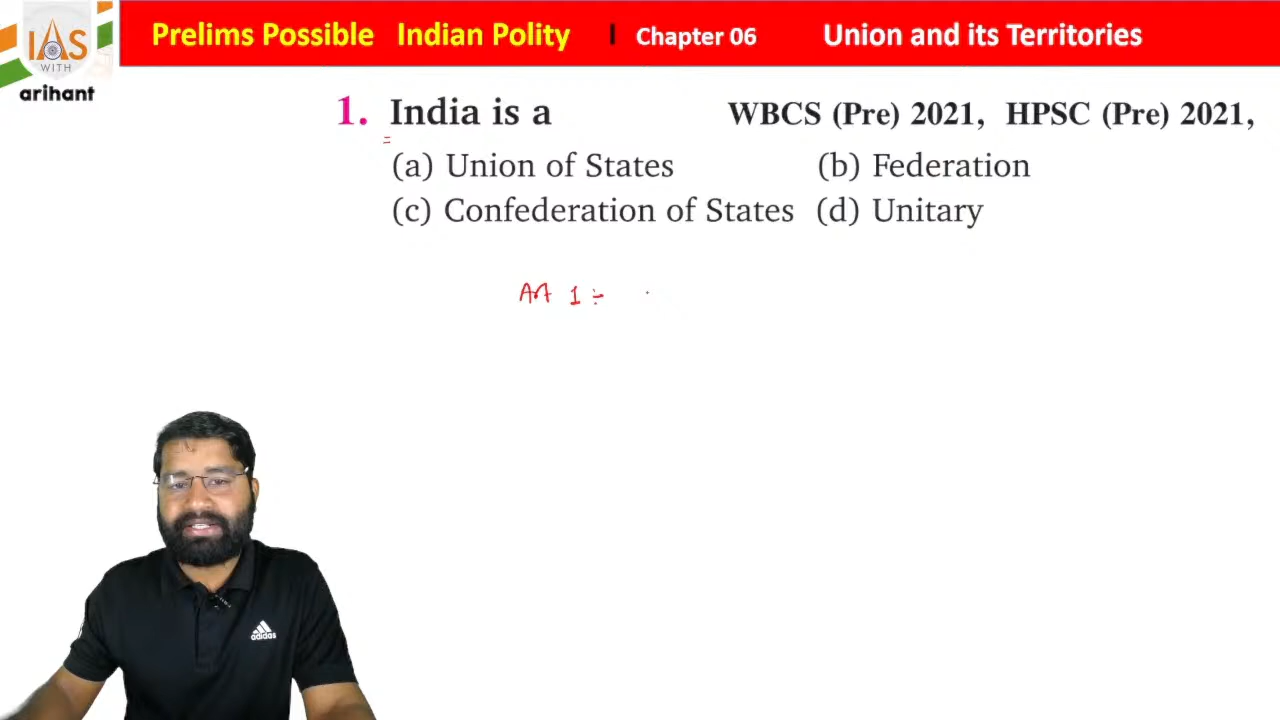 IAS
WITH
arihant
Prelims Possible Indian Polity | Chapter 06 Union and its Territories
1. India is a WBCS (Pre) 2021, HPSC (Pre) 2021,
(a) Union of States (b) Federation
(c) Confederation of States (d) Unitary
Art 1 :-
adidas